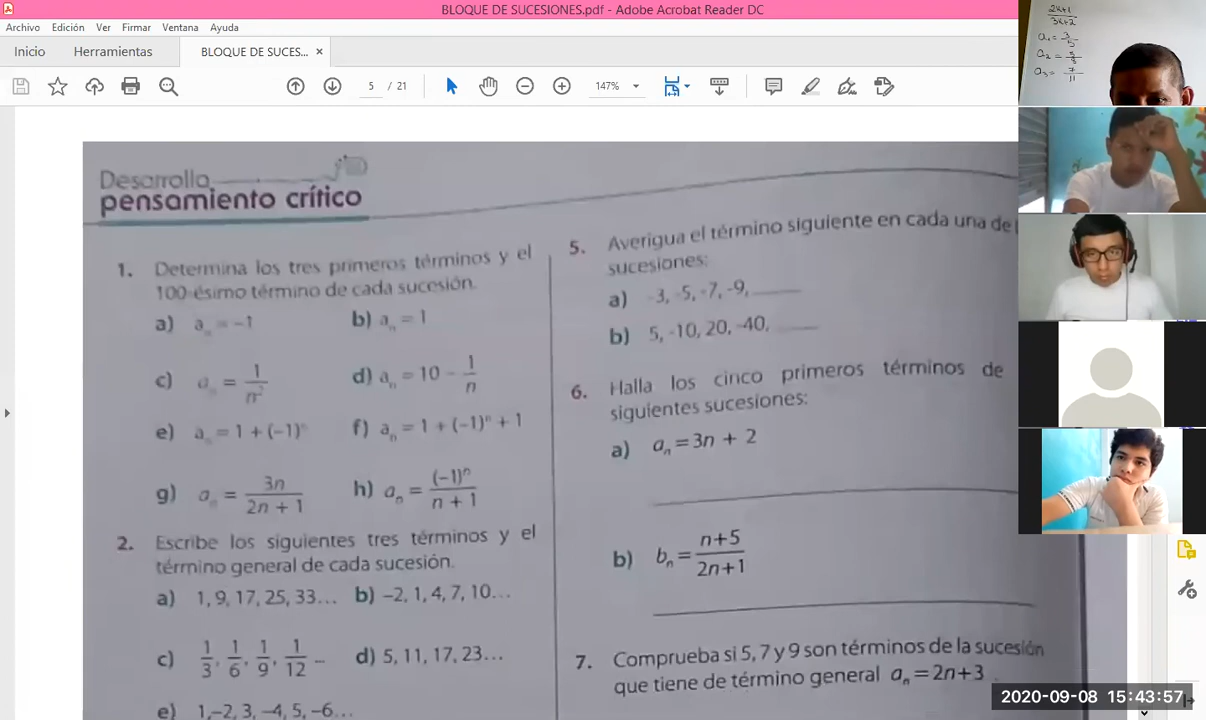 BLOQUE DE SUCESIONES.pdf - Adobe Acrobat Reader DC
Archivo Edición Ver Firmar Ventana Ayuda
Inicio Herramientas BLOQUE DE SUCES... ×
5 / 21 147%
Desarrollo
pensamiento crítico
1. Determina los tres primeros términos y el
100-ésimo término de cada sucesión.
a) aₙ = -1 b) aₙ = 1
c) aₙ = 1/n² d) aₙ = 10 - 1/n
e) aₙ = 1 + (-1)ⁿ f) aₙ = 1 + (-1)ⁿ + 1
g) aₙ = 3n/(2n + 1) h) aₙ = (-1)ⁿ/(n + 1)
2. Escribe los siguientes tres términos y el
término general de cada sucesión.
a) 1, 9, 17, 25, 33... b) -2, 1, 4, 7, 10...
c) 1/3, 1/6, 1/9, 1/12 ... d) 5, 11, 17, 23...
e) 1,-2, 3, -4, 5, -6...
5. Averigua el término siguiente en cada una de
sucesiones:
a) -3, -5, -7, -9, ____
b) 5, -10, 20, -40, ____
6. Halla los cinco primeros términos de
siguientes sucesiones:
a) aₙ = 3n + 2
b) bₙ = n+5/2n+1
7. Comprueba si 5, 7 y 9 son términos de la sucesión
que tiene de término general aₙ = 2n+3
a₁ = 3/5
a₃ = 7/11
2020-09-08 15:43:57